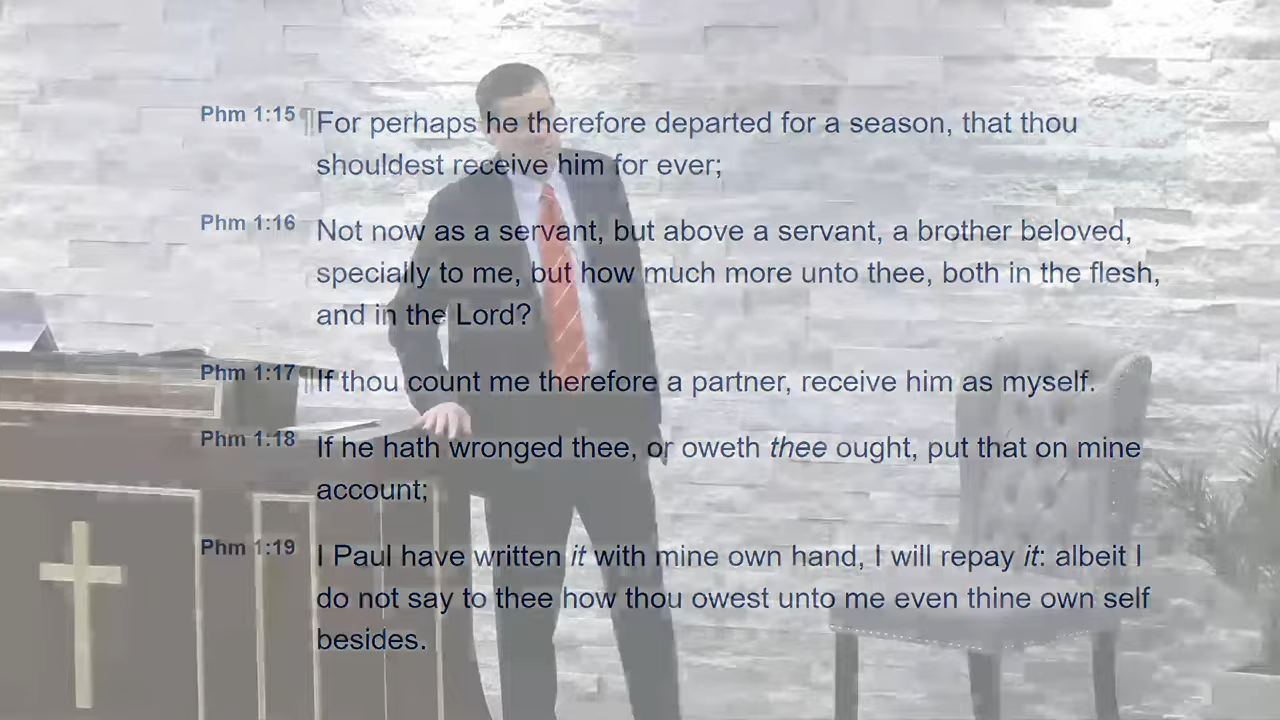 Phm 1:15 ¶For perhaps he therefore departed for a season, that thou
shouldest receive him for ever;
Phm 1:16 Not now as a servant, but above a servant, a brother beloved,
specially to me, but how much more unto thee, both in the flesh,
and in the Lord?
Phm 1:17 ¶If thou count me therefore a partner, receive him as myself.
Phm 1:18 If he hath wronged thee, or oweth thee ought, put that on mine
account;
Phm 1:19 I Paul have written it with mine own hand, I will repay it: albeit I
do not say to thee how thou owest unto me even thine own self
besides.